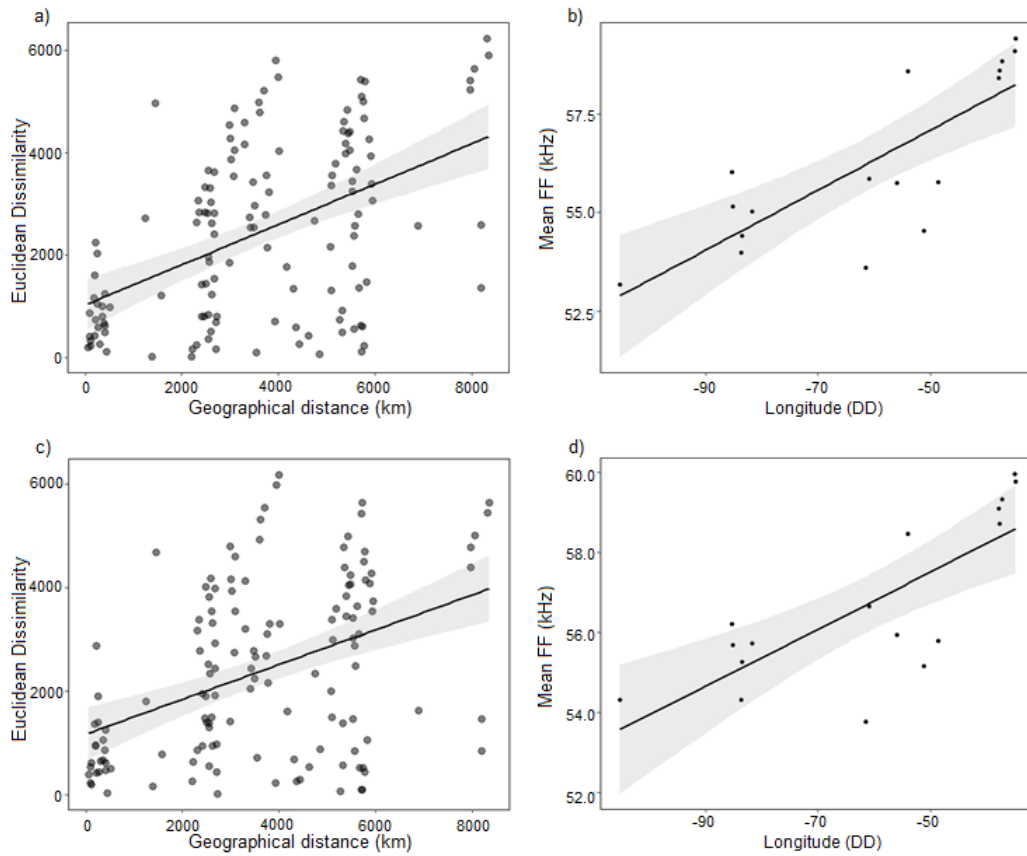 a)
Euclidean Dissimilarity
6000
4000
2000
0
0 2000 4000 6000 8000
Geographical distance (km)
b)
Mean FF (kHz)
57.5
55.0
52.5
-90 -70 -50
Longitude (DD)
c)
Euclidean Dissimilarity
6000
4000
2000
0
0 2000 4000 6000 8000
Geographical distance (km)
d)
Mean FF (kHz)
60.0
58.0
56.0
54.0
52.0
-90 -70 -50
Longitude (DD)